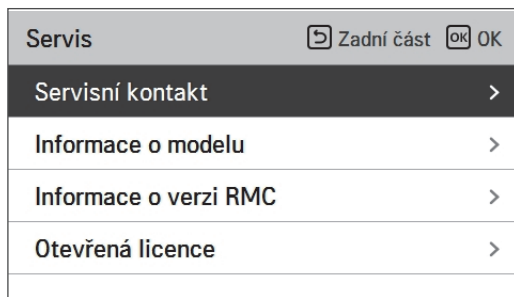 Servis Zadní část OK OK
Servisní kontakt >
Informace o modelu >
Informace o verzi RMC >
Otevřená licence >